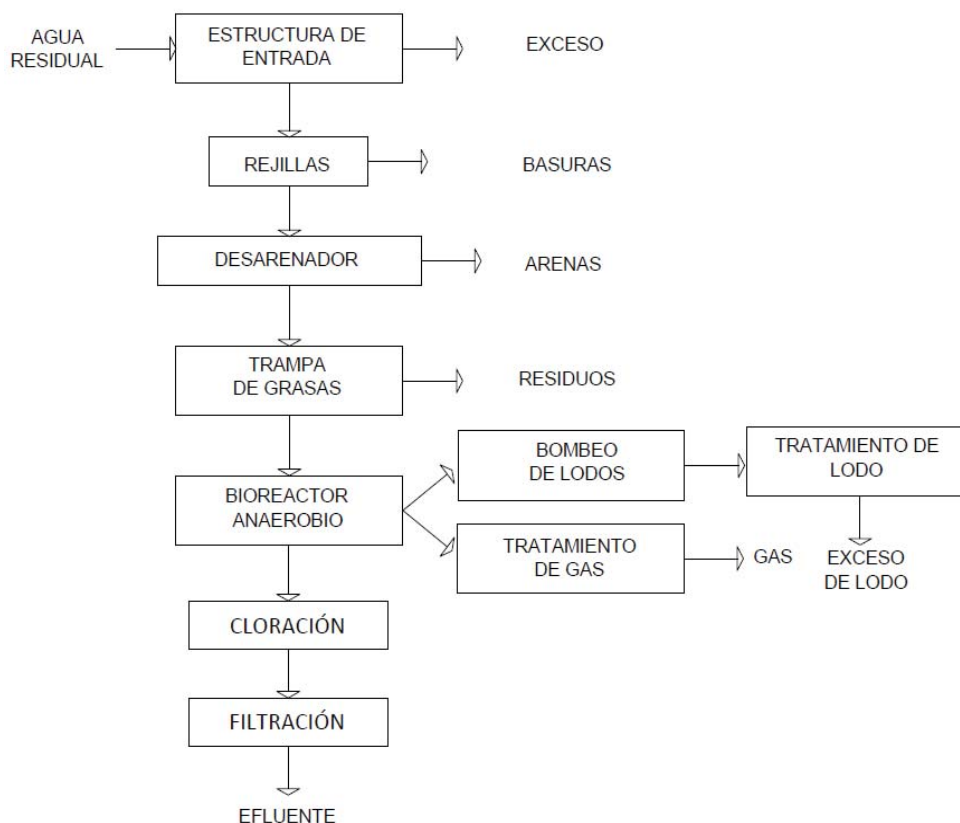 AGUA
RESIDUAL
ESTRUCTURA DE
ENTRADA
EXCESO
REJILLAS
BASURAS
DESARENADOR
ARENAS
TRAMPA
DE GRASAS
RESIDUOS
BIOREACTOR
ANAEROBIO
BOMBEO
DE LODOS
TRATAMIENTO DE
LODO
TRATAMIENTO
DE GAS
GAS
EXCESO
DE LODO
CLORACIÓN
FILTRACIÓN
EFLUENTE